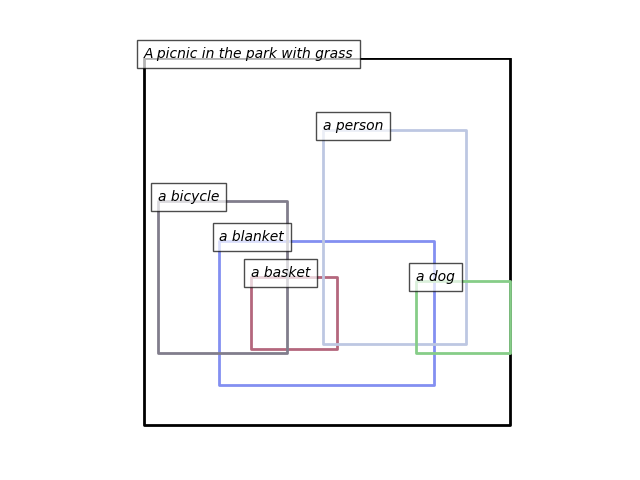 A picnic in the park with grass
a person
a bicycle
a blanket
a basket
a dog